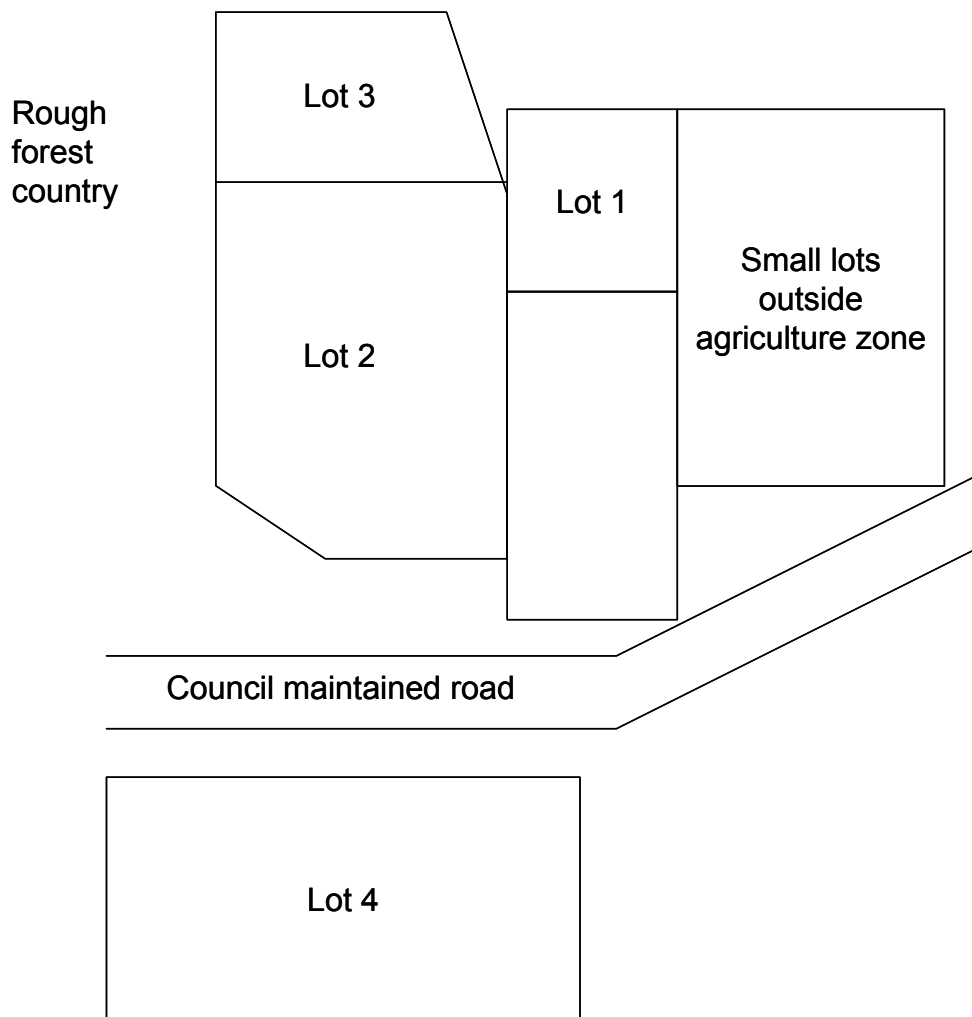 Lot 3
Rough
forest
country
Lot 1
Small lots
outside
agriculture zone
Lot 2
Council maintained road
Lot 4